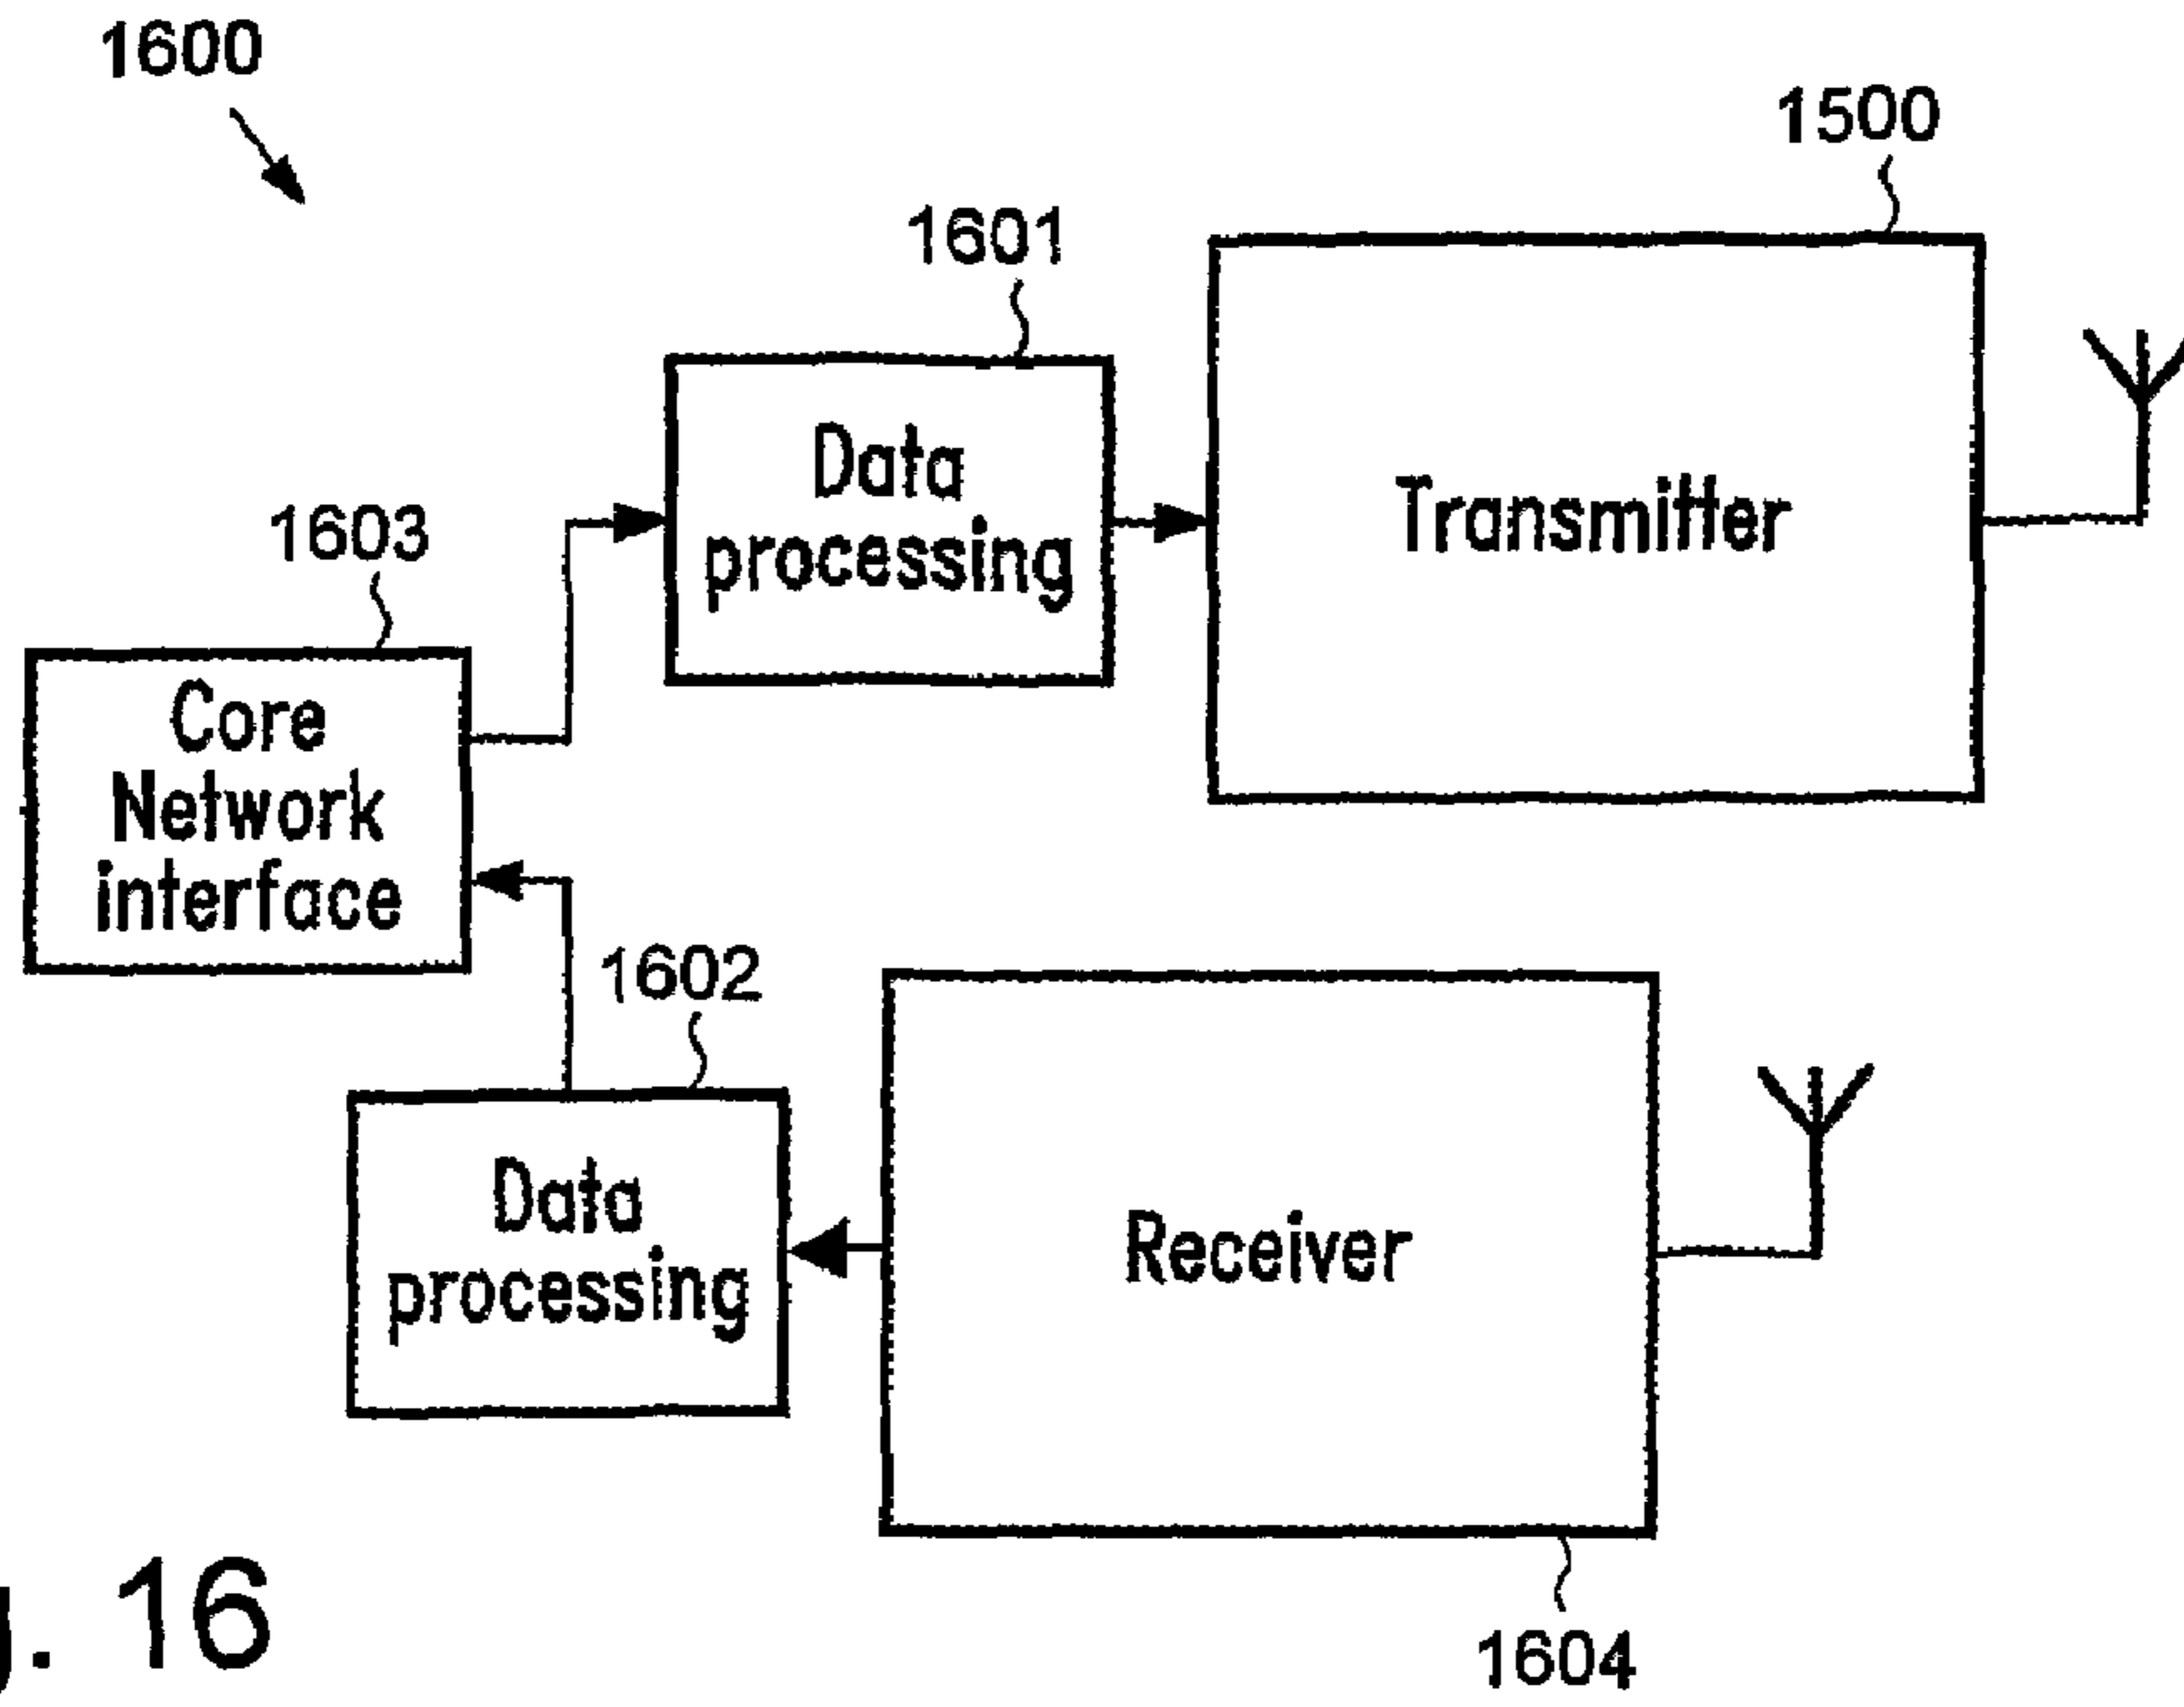 1600
1500
1601
Data
processing
Transmitter
1603
Core
Network
interface
1602
Data
processing
Receiver
1604
. 16